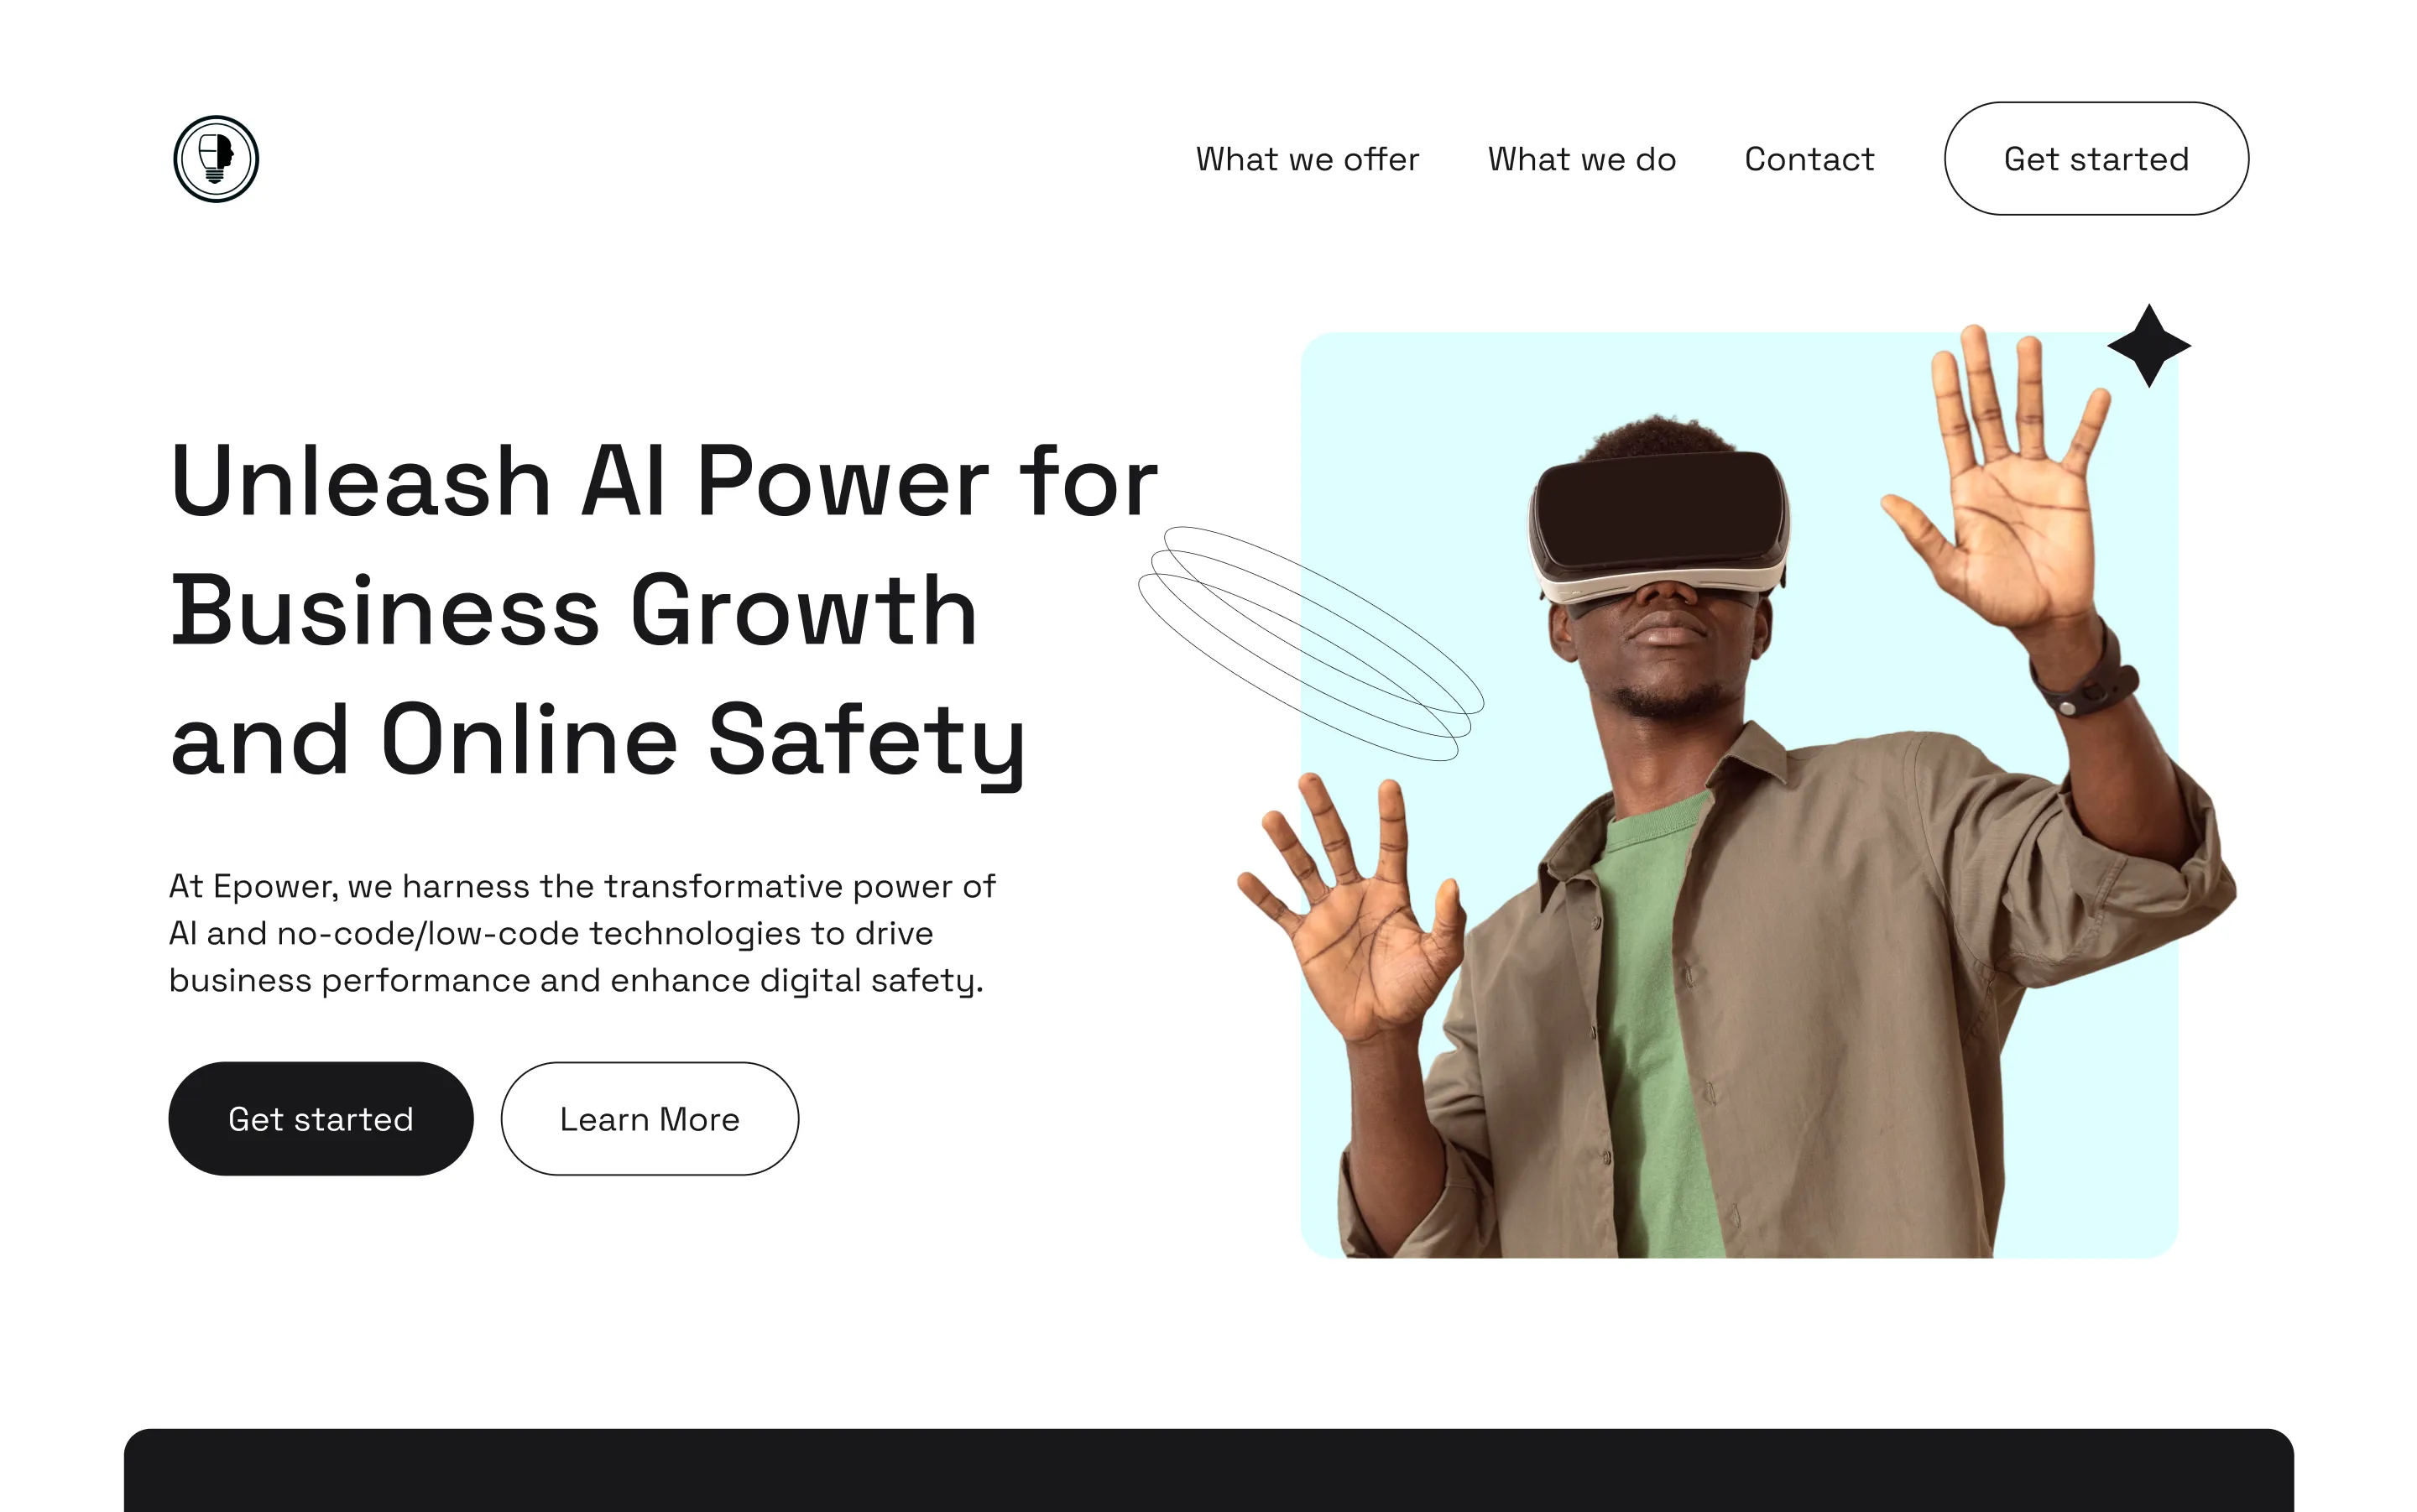 What we offer
What we do
Contact
Get started
Unleash AI Power for
Business Growth
and Online Safety
At Epower, we harness the transformative power of
AI and no-code/low-code technologies to drive
business performance and enhance digital safety.
Get started
Learn More